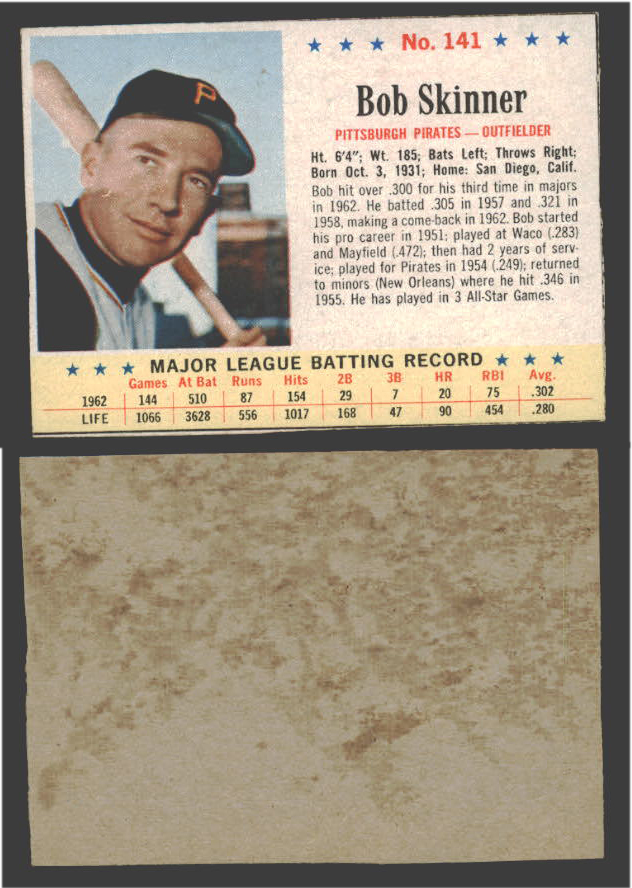 ★ ★ ★ No. 141 ★ ★ ★
P
Bob Skinner
PITTSBURGH PIRATES — OUTFIELDER
Ht. 6'4"; Wt. 185; Bats Left; Throws Right;
Born Oct. 3, 1931; Home: San Diego, Calif.
Bob hit over .300 for his third time in majors
in 1962. He batted .305 in 1957 and .321 in
1958, making a come-back in 1962. Bob started
his pro career in 1951; played at Waco (.283)
and Mayfield (.472); then had 2 years of serv-
ice; played for Pirates in 1954 (.249); returned
to minors (New Orleans) where he hit .346 in
1955. He has played in 3 All-Star Games.
★ ★ ★ MAJOR LEAGUE BATTING RECORD ★ ★ ★
Games At Bat Runs Hits 2B 3B HR RBI Avg.
1962 144 510 87 154 29 7 20 75 .302
LIFE 1066 3628 556 1017 168 47 90 454 .280